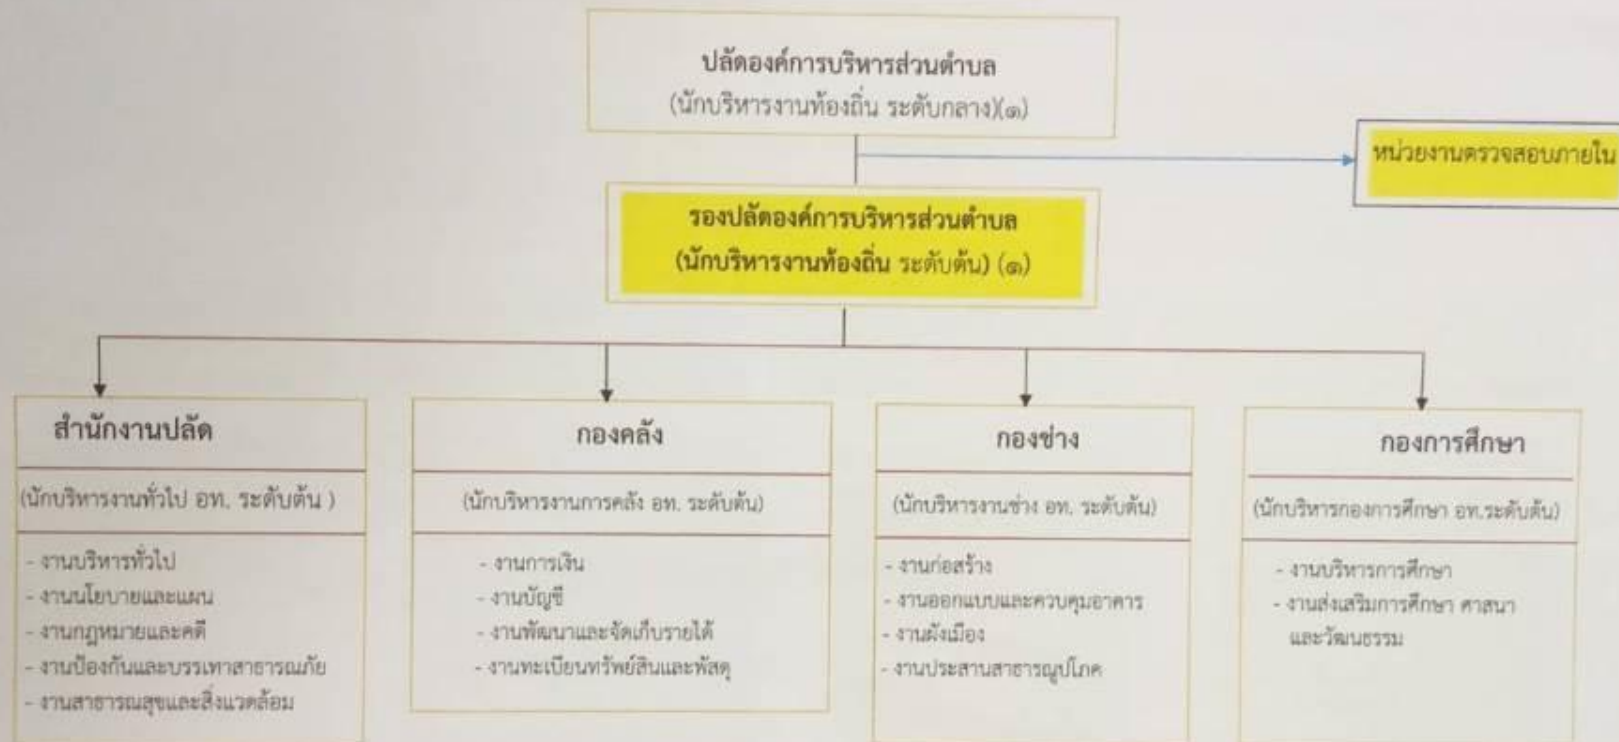 ปลัดองค์การบริหารส่วนตำบล
(นักบริหารงานท้องถิ่น ระดับกลาง)(๑)
หน่วยงานตรวจสอบภายใน
รองปลัดองค์การบริหารส่วนตำบล
(นักบริหารงานท้องถิ่น ระดับต้น) (๑)
สำนักงานปลัด
(นักบริหารงานทั่วไป อท. ระดับต้น )
- งานบริหารทั่วไป
- งานนโยบายและแผน
- งานกฎหมายและคดี
- งานป้องกันและบรรเทาสาธารณภัย
- งานสาธารณสุขและสิ่งแวดล้อม
กองคลัง
(นักบริหารงานการคลัง อท. ระดับต้น)
- งานการเงิน
- งานบัญชี
- งานพัฒนาและจัดเก็บรายได้
- งานทะเบียนทรัพย์สินและพัสดุ
กองช่าง
(นักบริหารงานช่าง อท. ระดับต้น)
- งานก่อสร้าง
- งานออกแบบและควบคุมอาคาร
- งานผังเมือง
- งานประสานสาธารณูปโภค
กองการศึกษา
(นักบริหารกองการศึกษา อท.ระดับต้น)
- งานบริหารการศึกษา
- งานส่งเสริมการศึกษา ศาสนา
และวัฒนธรรม